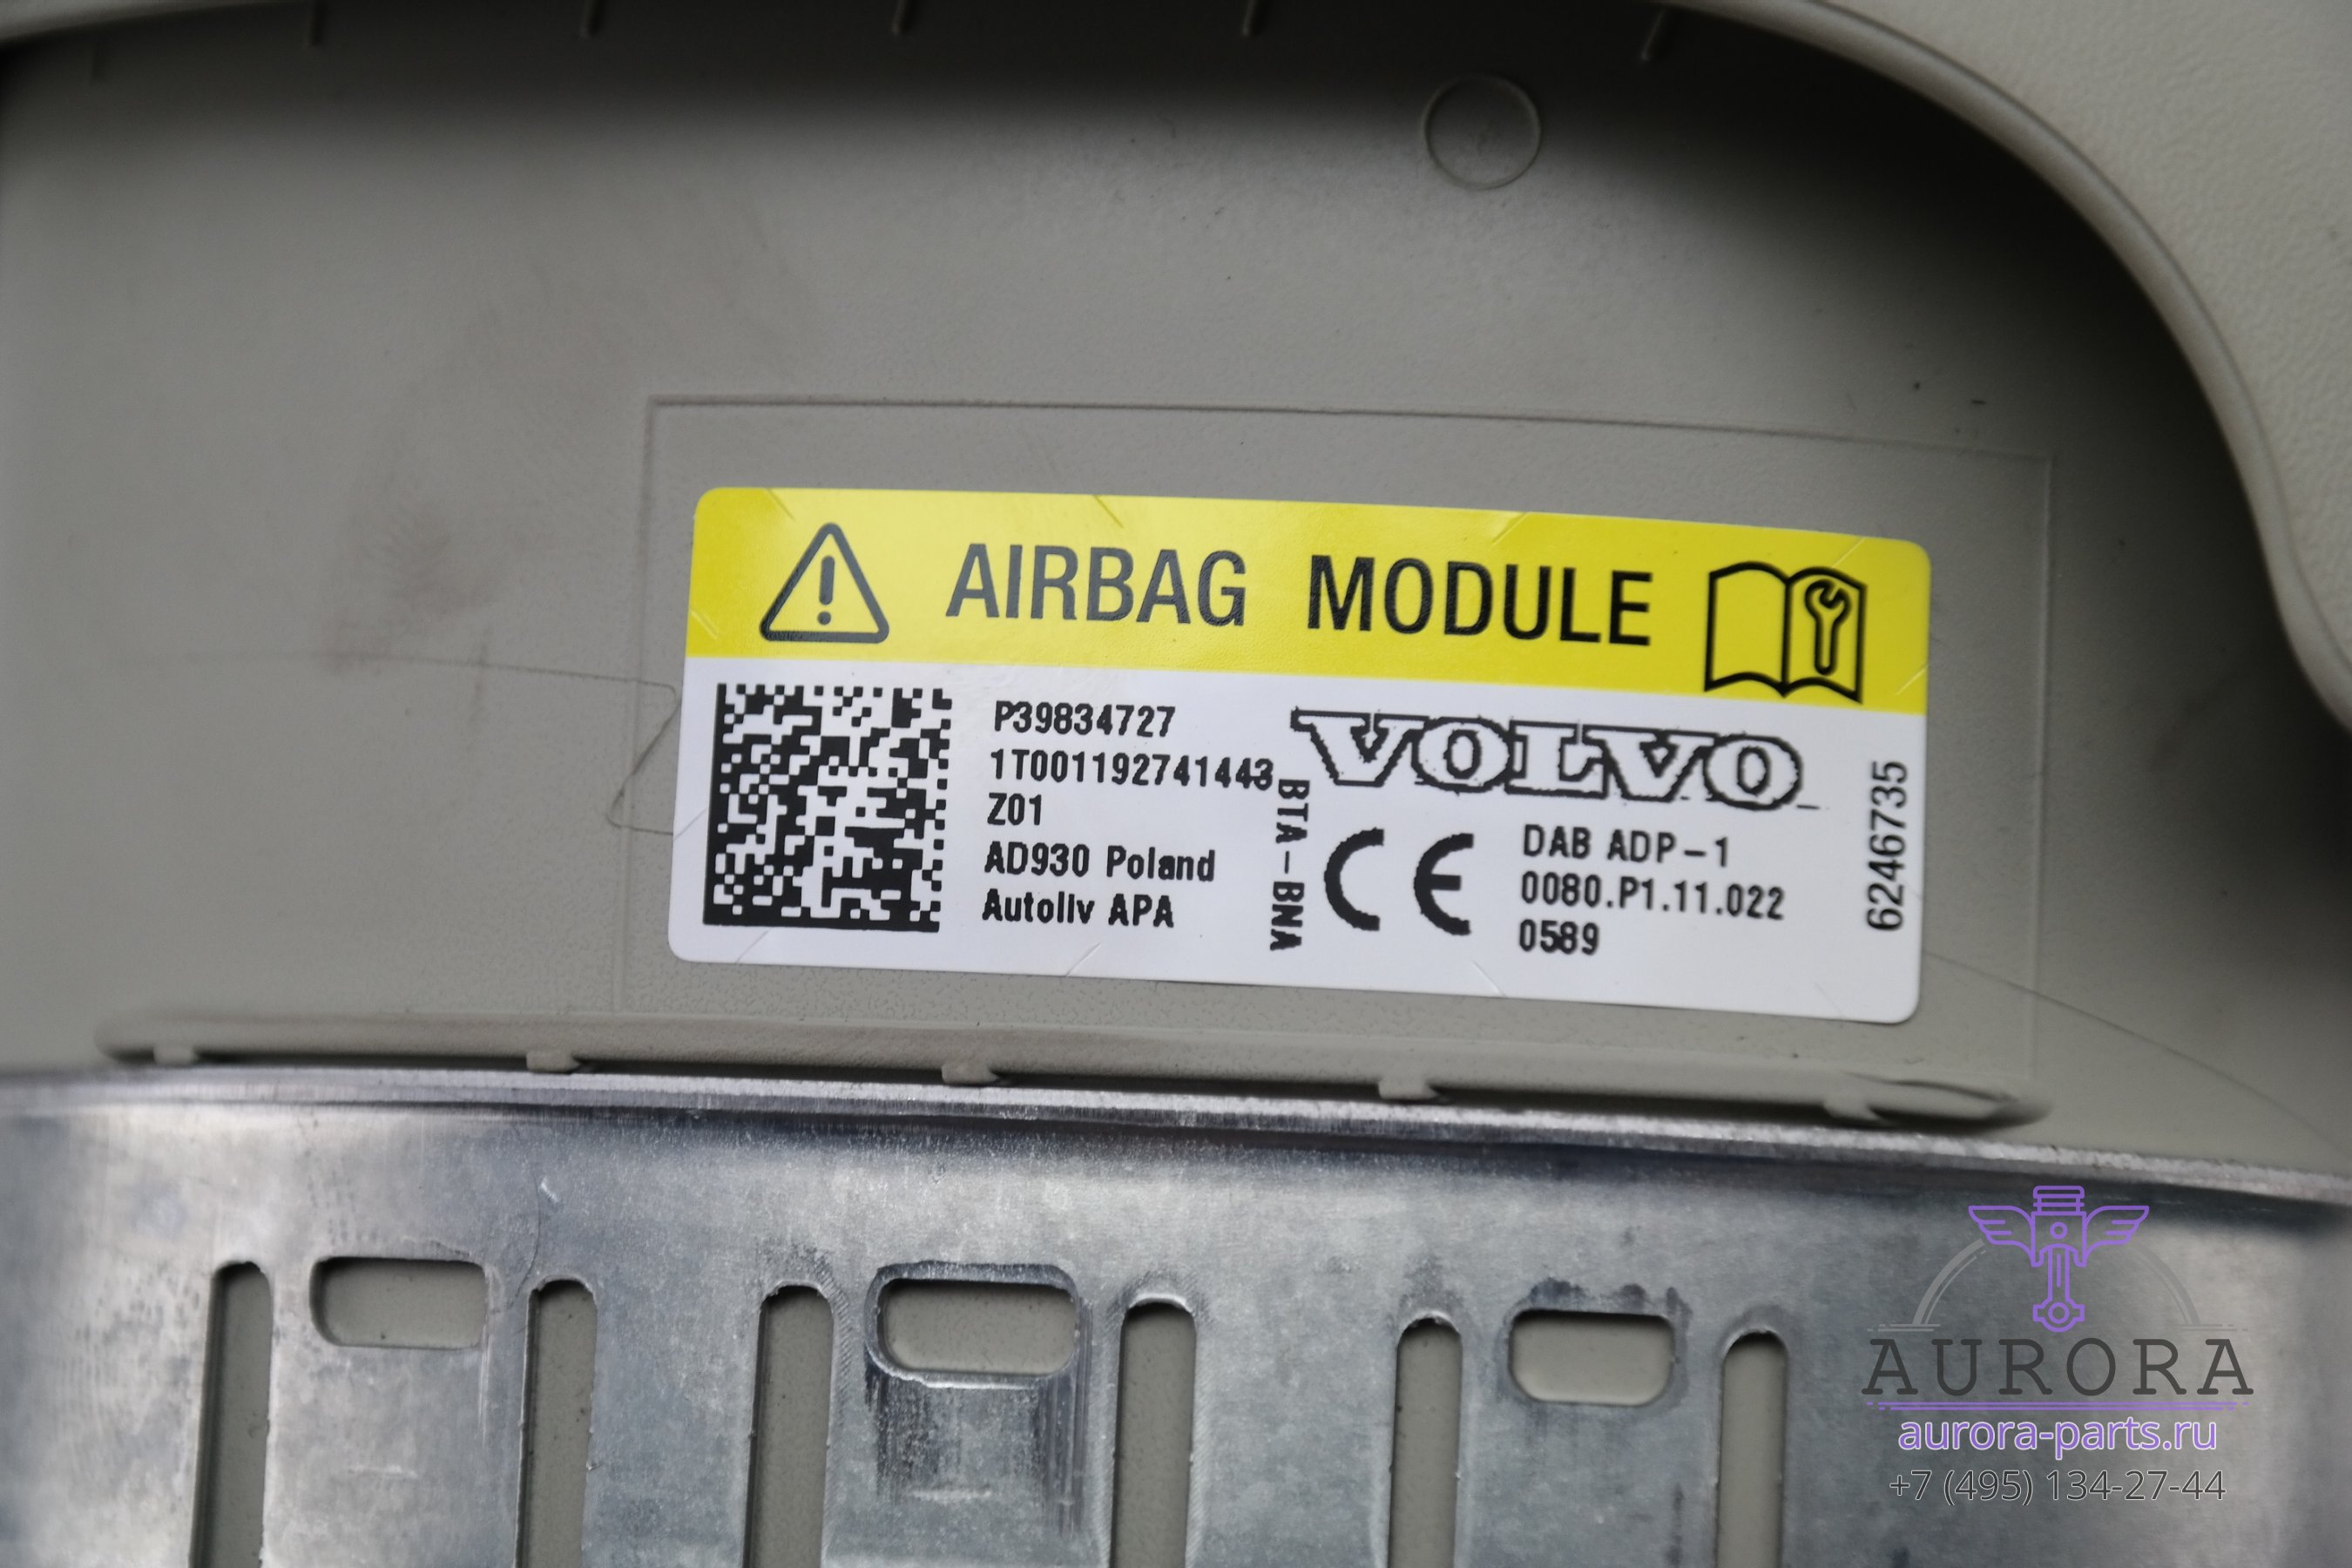 AIRBAG MODULE
P39834727
1T001192741443
Z01
AD930 Poland
Autoliv APA
BTA-BNA
VOLVO
CE
DAB ADP-1
0080.P1.11.022
0589
62467735
AURORA
aurora-parts.ru
+7 (495) 134-27-44